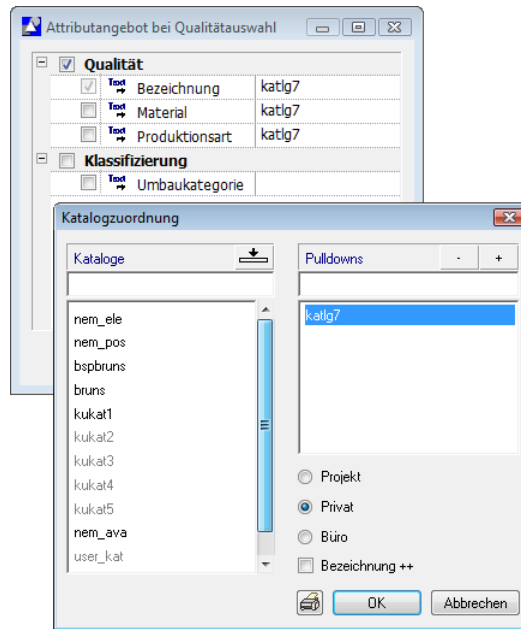 Attributangebot bei Qualitätauswahl
Qualität
Text Bezeichnung katlg7
Text Material katlg7
Text Produktionsart katlg7
Klassifizierung
Text Umbaukategorie
Katalogzuordnung
Kataloge
Pulldowns - +
nem_ele
nem_pos
bspbruns
bruns
kukat1
kukat2
kukat3
kukat4
kukat5
nem_ava
user_kat
katlg7
Projekt
Privat
Büro
Bezeichnung ++
OK Abbrechen